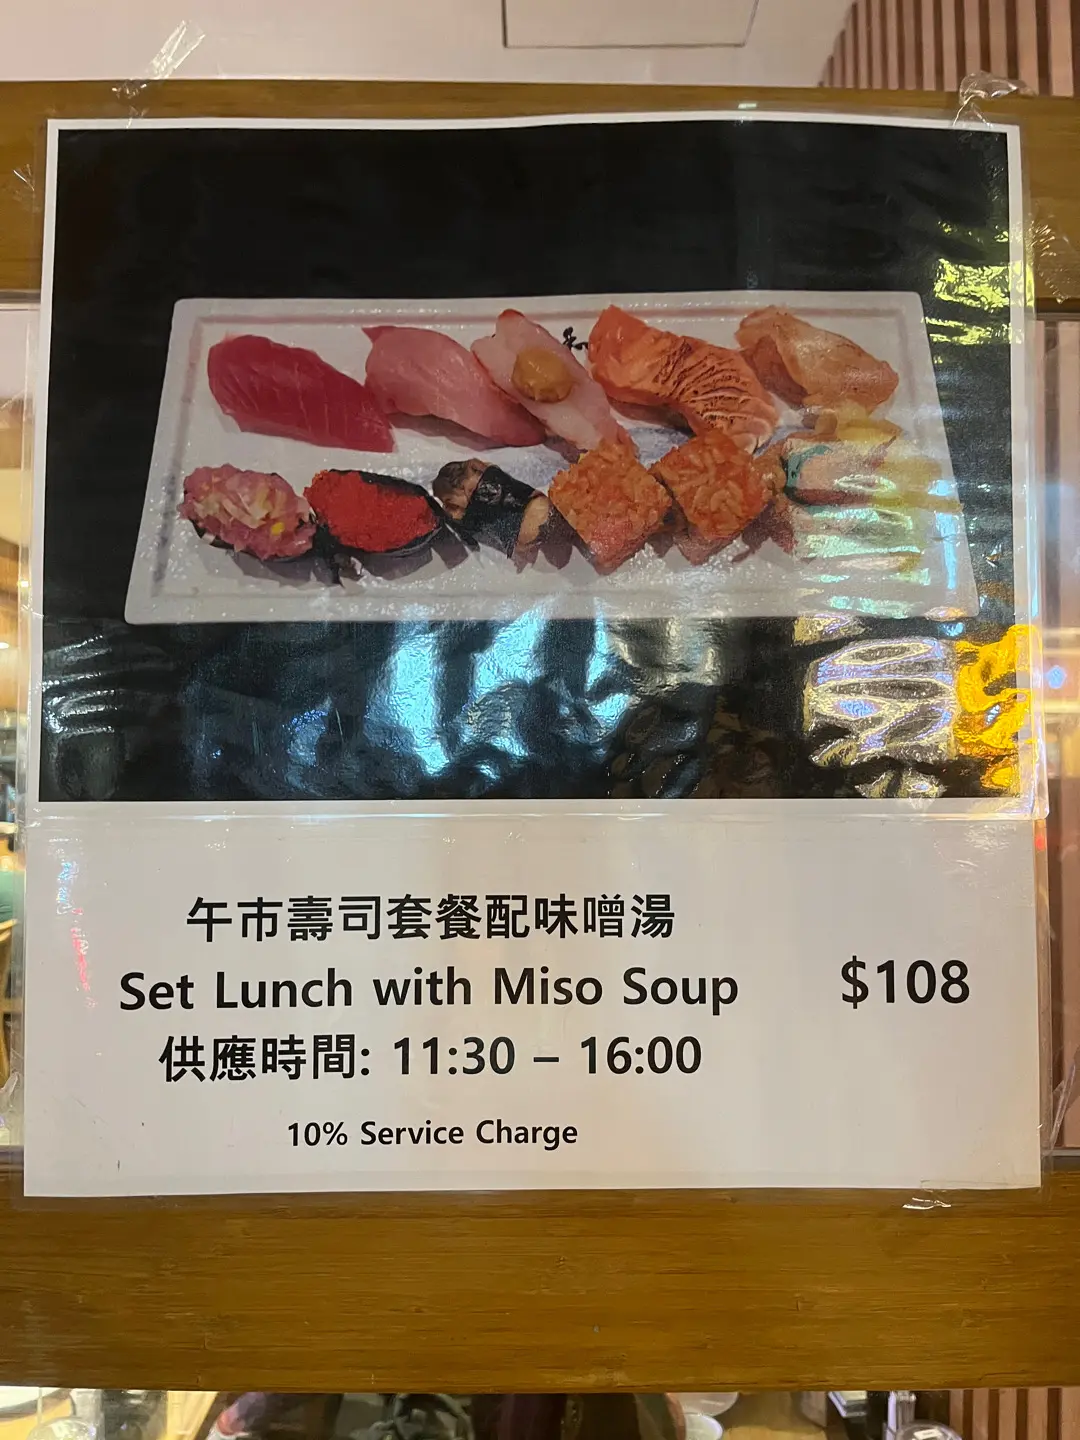 午市壽司套餐配味噌湯
Set Lunch with Miso Soup $108
供應時間: 11:30 – 16:00
10% Service Charge